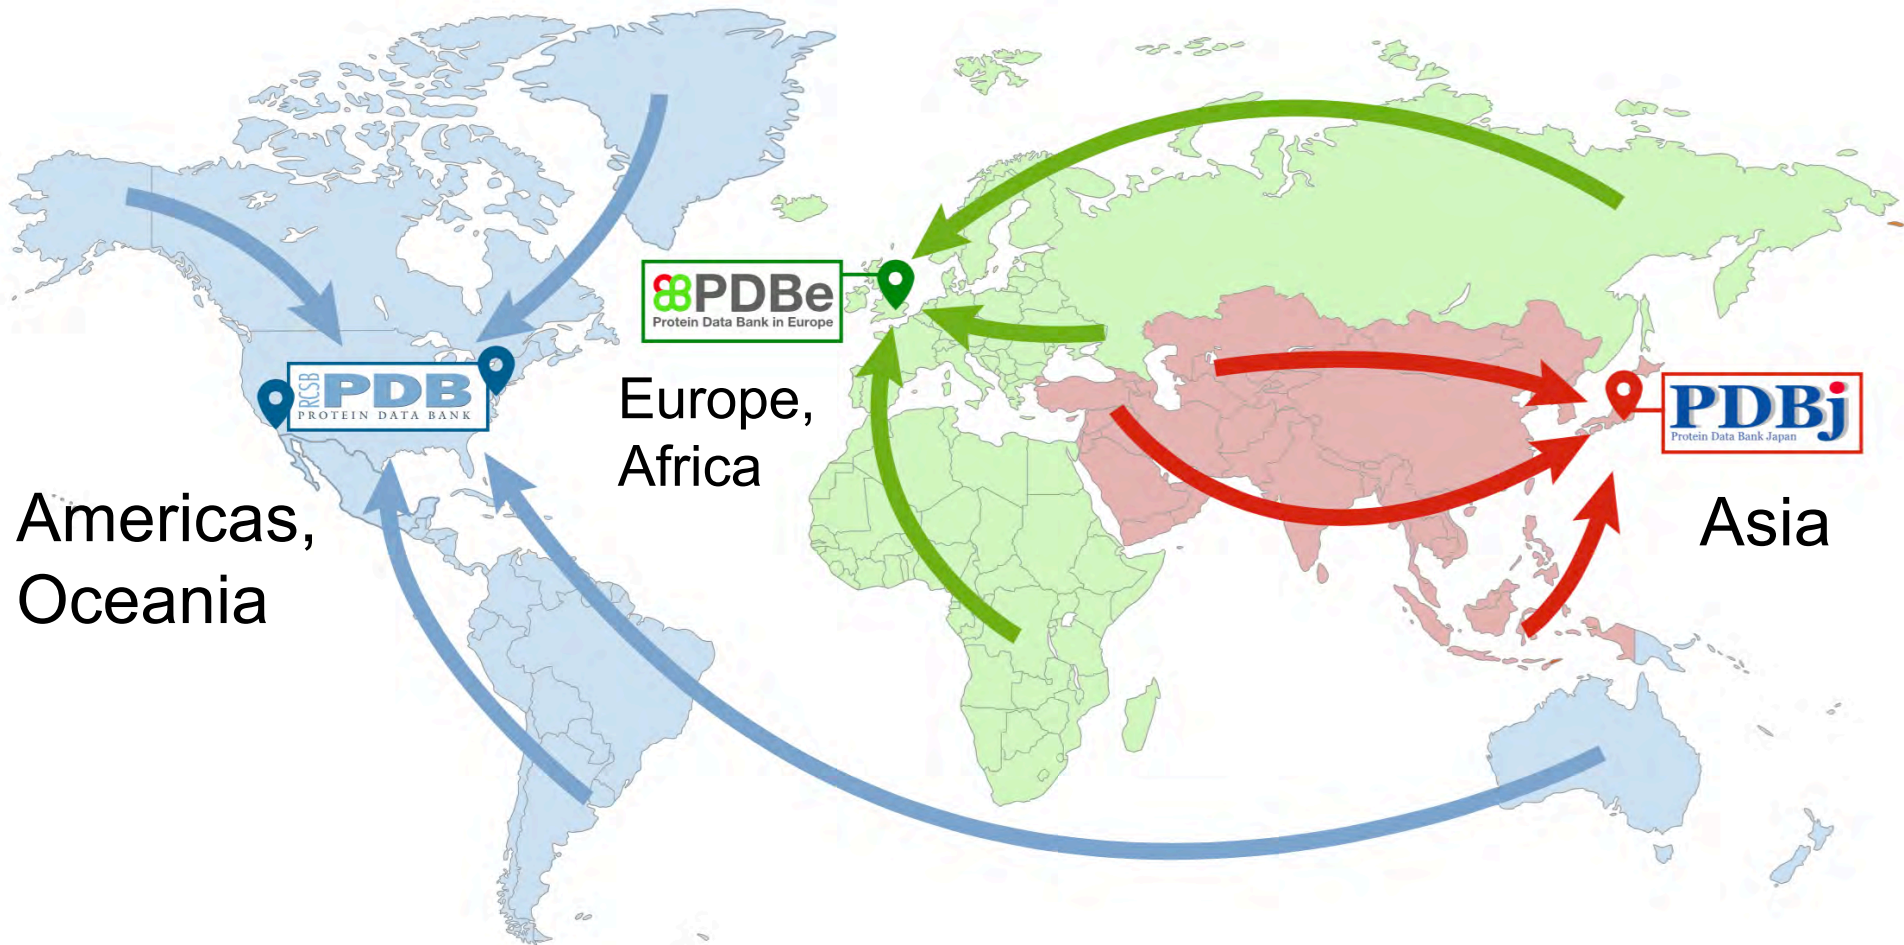 PDBe
Protein Data Bank in Europe
RCSB
PDB
PROTEIN DATA BANK
Europe,
Africa
PDBj
Protein Data Bank Japan
Americas,
Oceania
Asia